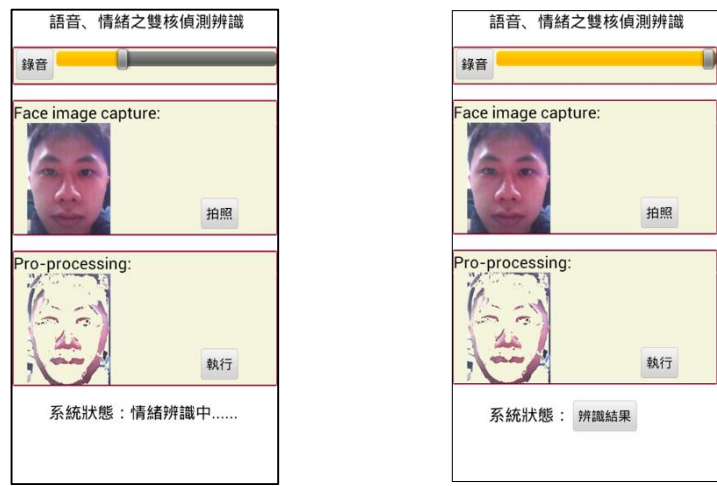 語音、情緒之雙核偵測辨識
錄音
Face image capture:
拍照
Pro-processing:
執行
系統狀態：情緒辨識中......
語音、情緒之雙核偵測辨識
錄音
Face image capture:
拍照
Pro-processing:
執行
系統狀態： 辨識結果